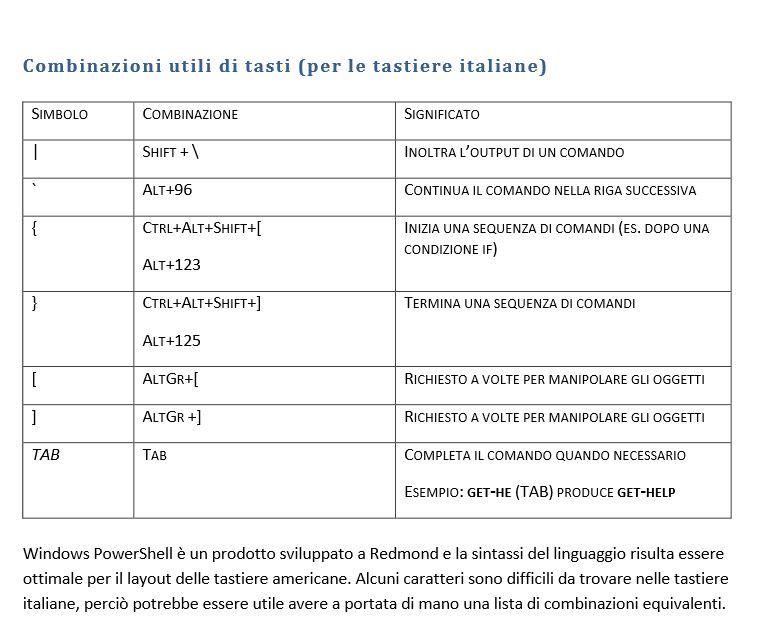 Combinazioni utili di tasti (per le tastiere italiane)
SIMBOLO COMBINAZIONE SIGNIFICATO
| SHIFT + \ INOLTRA L’OUTPUT DI UN COMANDO
` ALT+96 CONTINUA IL COMANDO NELLA RIGA SUCCESSIVA
{ CTRL+ALT+SHIFT+[ INIZIA UNA SEQUENZA DI COMANDI (ES. DOPO UNA
CONDIZIONE IF)
ALT+123
} CTRL+ALT+SHIFT+] TERMINA UNA SEQUENZA DI COMANDI
ALT+125
[ ALTGR+[ RICHIESTO A VOLTE PER MANIPOLARE GLI OGGETTI
] ALTGR +] RICHIESTO A VOLTE PER MANIPOLARE GLI OGGETTI
TAB TAB COMPLETA IL COMANDO QUANDO NECESSARIO
ESEMPIO: GET-HE (TAB) PRODUCE GET-HELP
Windows PowerShell è un prodotto sviluppato a Redmond e la sintassi del linguaggio risulta essere
ottimale per il layout delle tastiere americane. Alcuni caratteri sono difficili da trovare nelle tastiere
italiane, perciò potrebbe essere utile avere a portata di mano una lista di combinazioni equivalenti.